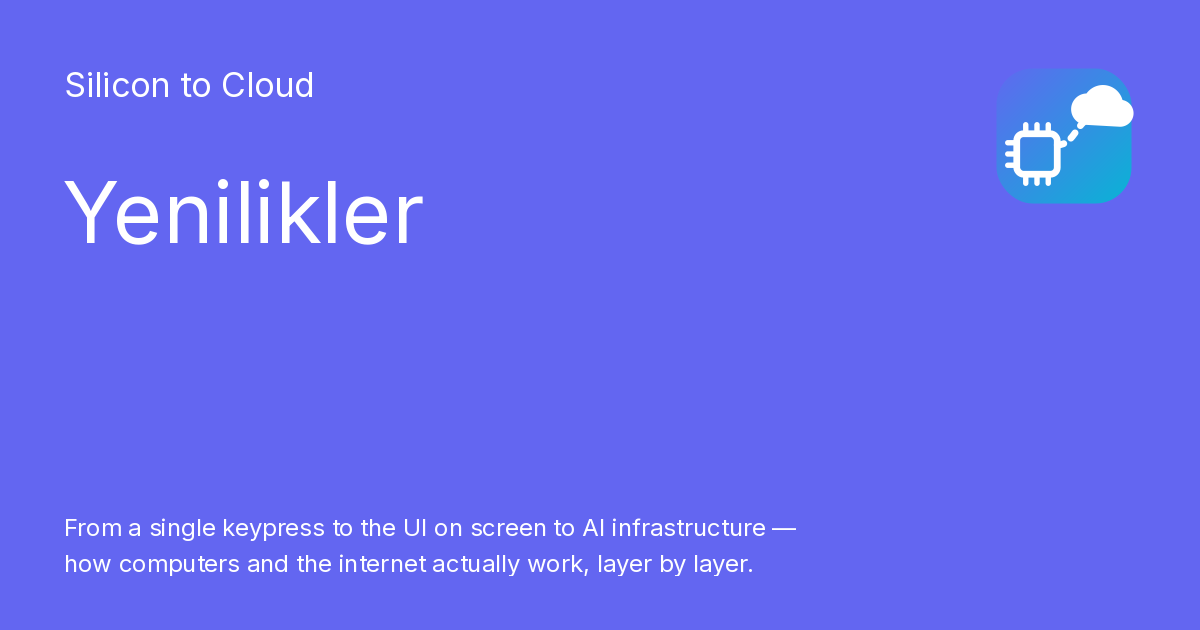 Silicon to Cloud
Yenilikler
From a single keypress to the UI on screen to AI infrastructure —
how computers and the internet actually work, layer by layer.